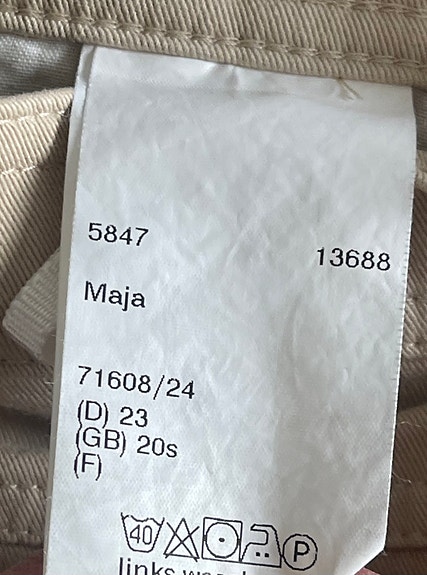 5847
13688
Maja
71608/24
(D) 23
(GB) 20s
(F)
40 P
links